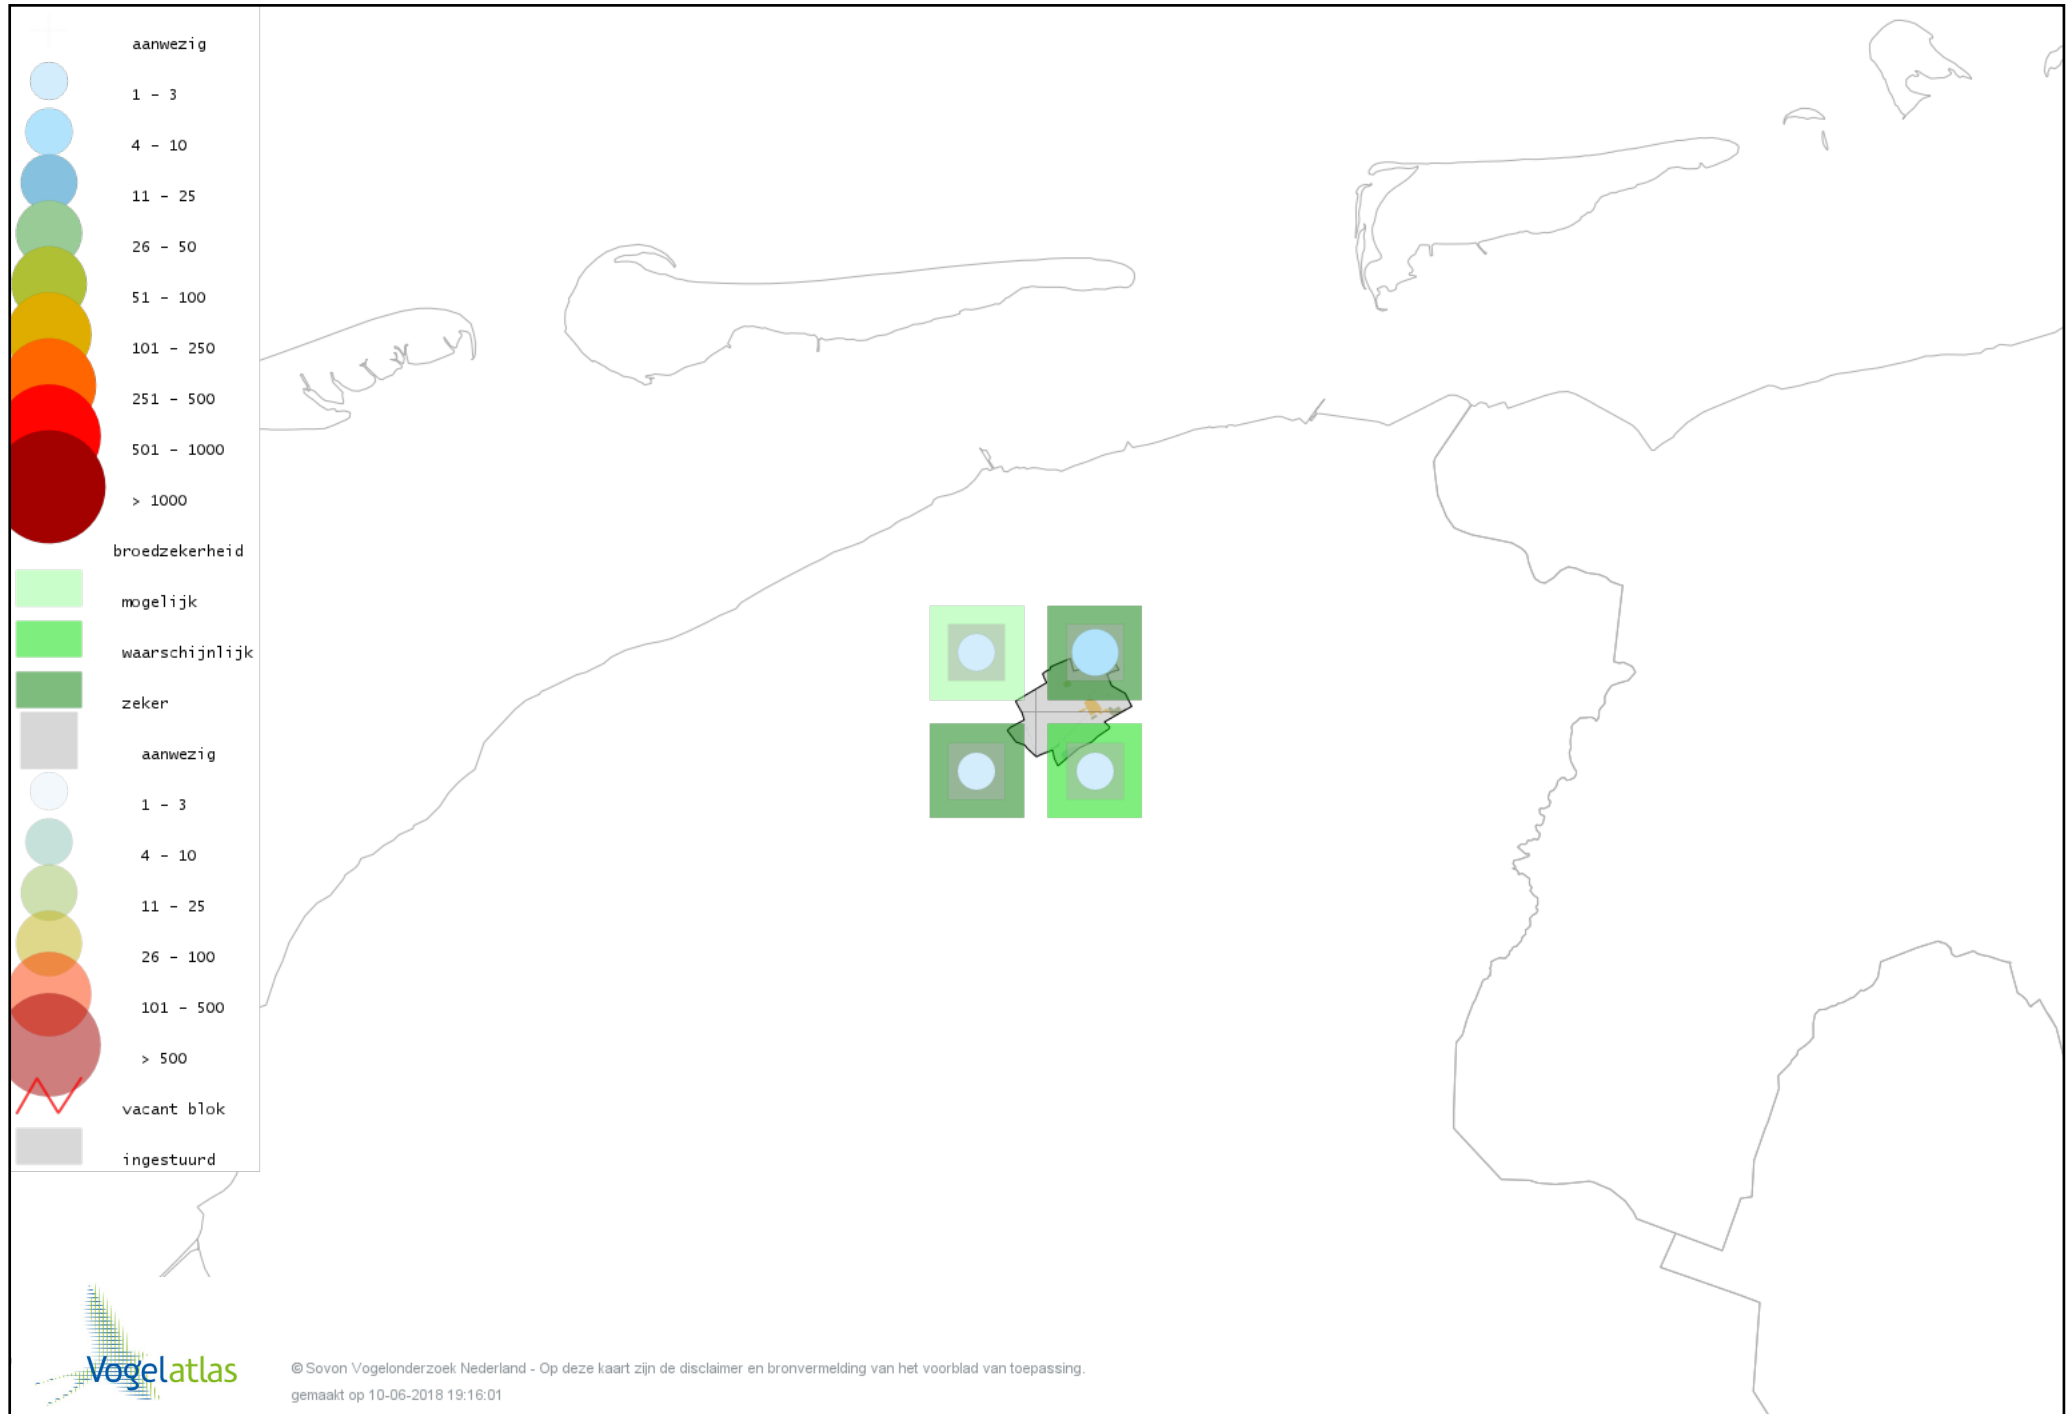 aanwezig
1 - 3
4 - 10
11 - 25
26 - 50
51 - 100
101 - 250
251 - 500
501 - 1000
> 1000
broedzekerheid
mogelijk
waarschijnlijk
zeker
aanwezig
1 - 3
4 - 10
11 - 25
26 - 100
101 - 500
> 500
vacant blok
ingestuurd
Vogelatlas
© Sovon Vogelonderzoek Nederland - Op deze kaart zijn de disclaimer en bronvermelding van het voorblad van toepassing.
gemaakt op 10-06-2018 19:16:01